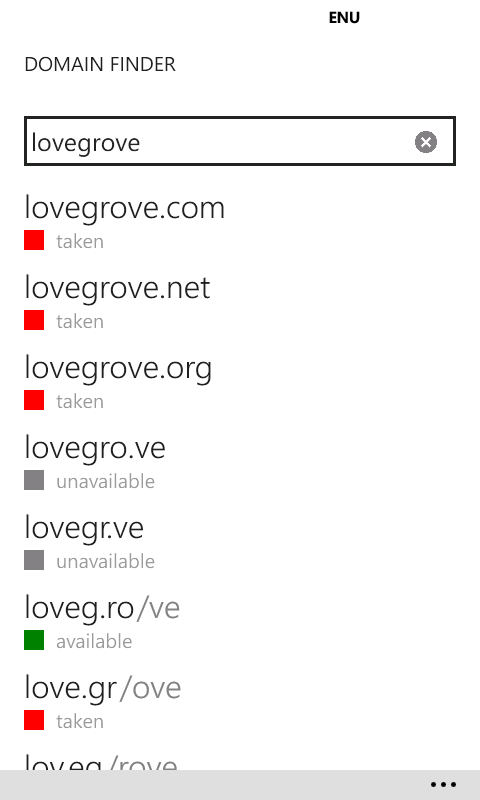 ENU
DOMAIN FINDER
lovegrove
lovegrove.com
taken
lovegrove.net
taken
lovegrove.org
taken
lovegro.ve
unavailable
lovegr.ve
unavailable
loveg.ro/ve
available
love.gr/ove
taken
lov.eg/rove